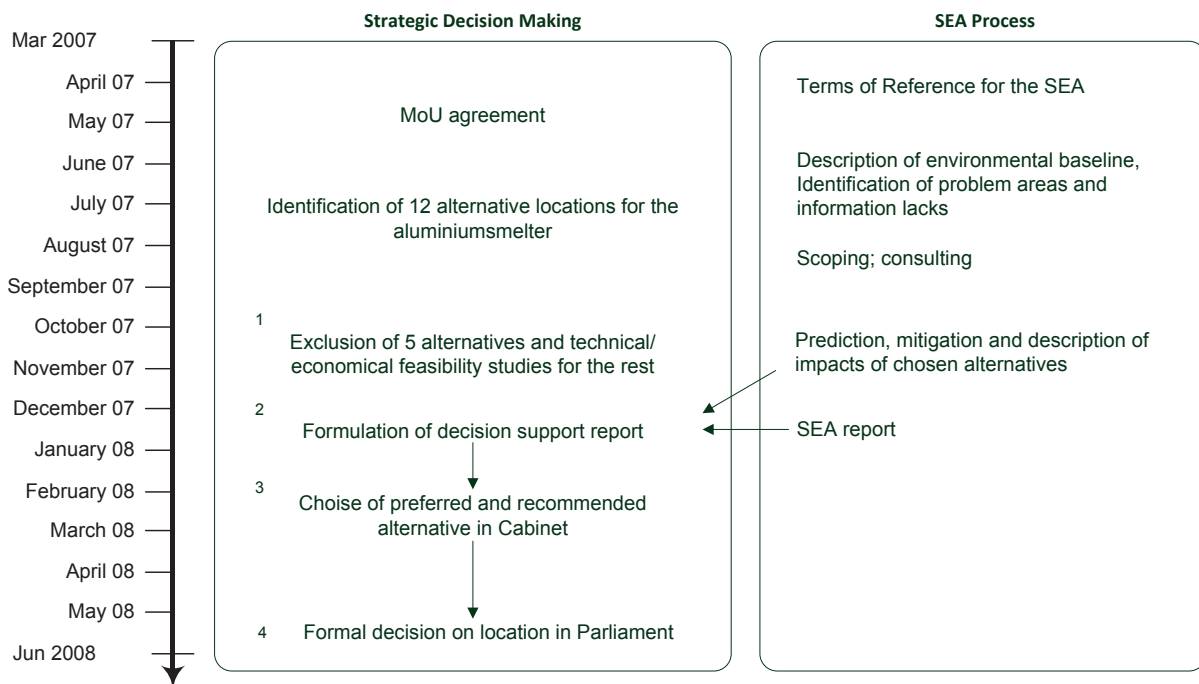 Strategic Decision Making
SEA Process
Mar 2007
April 07
May 07
June 07
July 07
August 07
September 07
October 07
November 07
December 07
January 08
February 08
March 08
April 08
May 08
Jun 2008
MoU agreement
Identification of 12 alternative locations for the
aluminiumsmelter
1
Exclusion of 5 alternatives and technical/
economical feasibility studies for the rest
2
Formulation of decision support report
3
Choise of preferred and recommended
alternative in Cabinet
4
Formal decision on location in Parliament
Terms of Reference for the SEA
Description of environmental baseline,
Identification of problem areas and
information lacks
Scoping; consulting
Prediction, mitigation and description of
impacts of chosen alternatives
SEA report